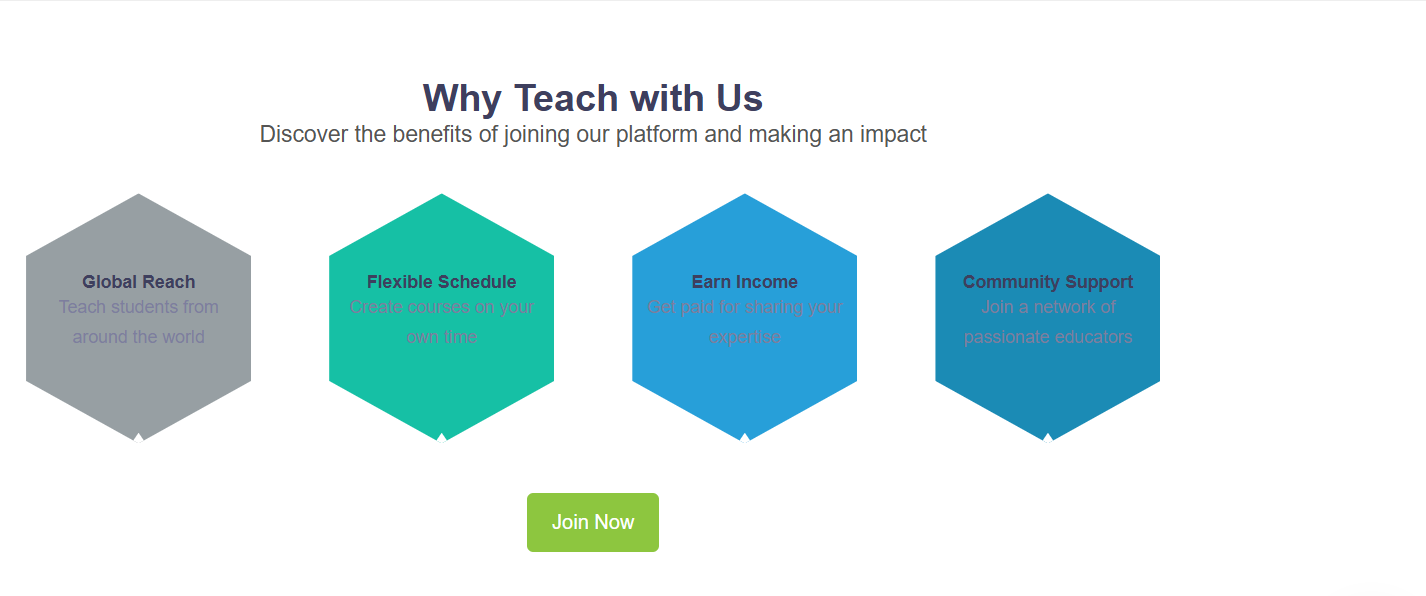 Why Teach with Us
Discover the benefits of joining our platform and making an impact
Global Reach
Teach students from
around the world
Flexible Schedule
Create courses on your
own time
Earn Income
Get paid for sharing your
expertise
Community Support
Join a network of
passionate educators
Join Now